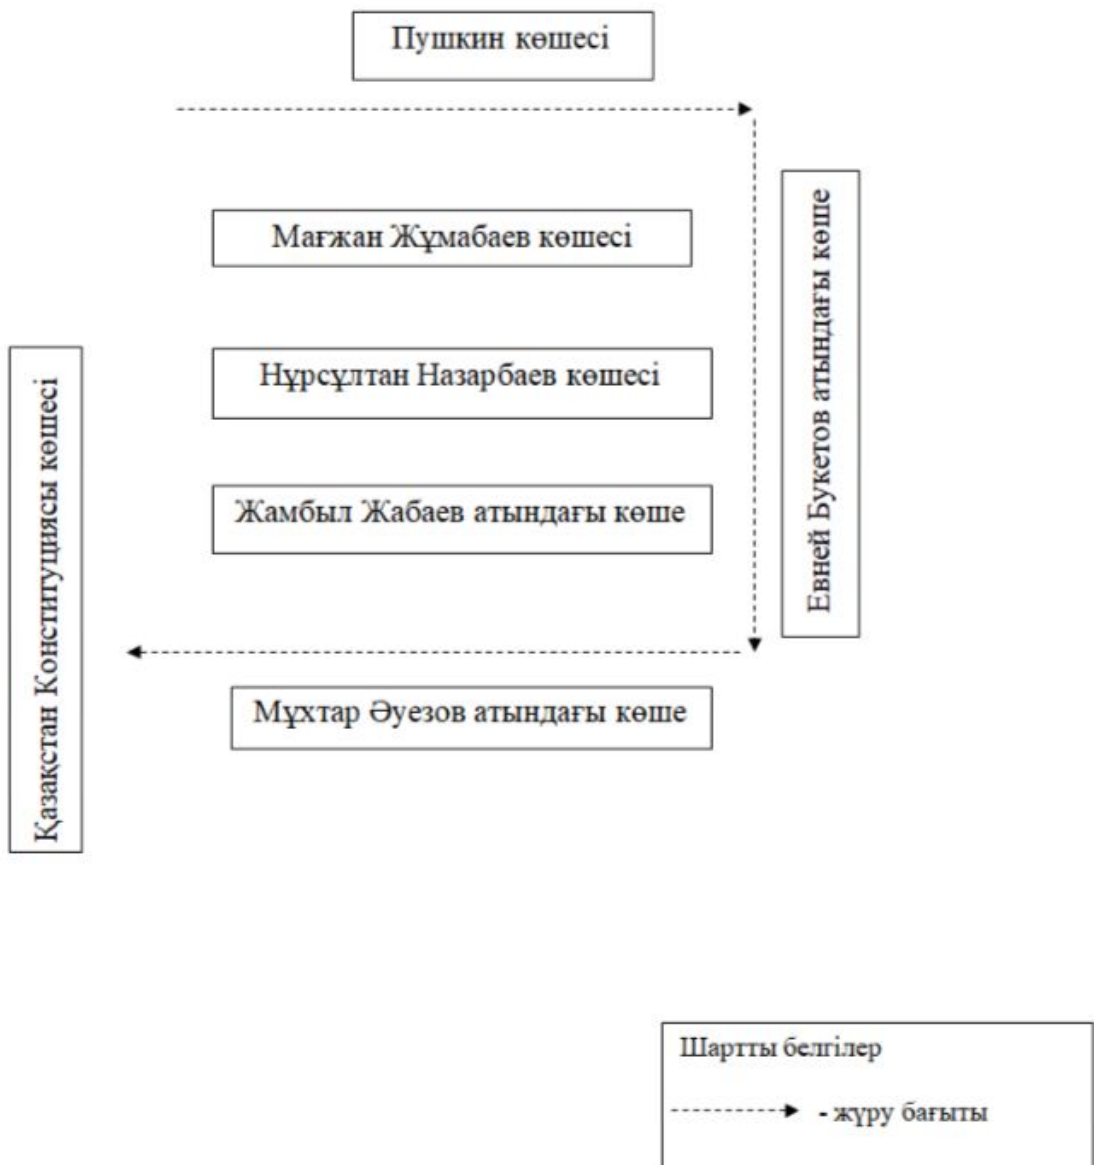 Пушкин көшесі
Мағжан Жұмабаев көшесі
Нұрсұлтан Назарбаев көшесі
Жамбыл Жабаев атындағы көше
Мұхтар Әуезов атындағы көше
Қазақстан Конституциясы көшесі
Евней Букетов атындағы көше
Шартты белгілер
- жүру бағыты